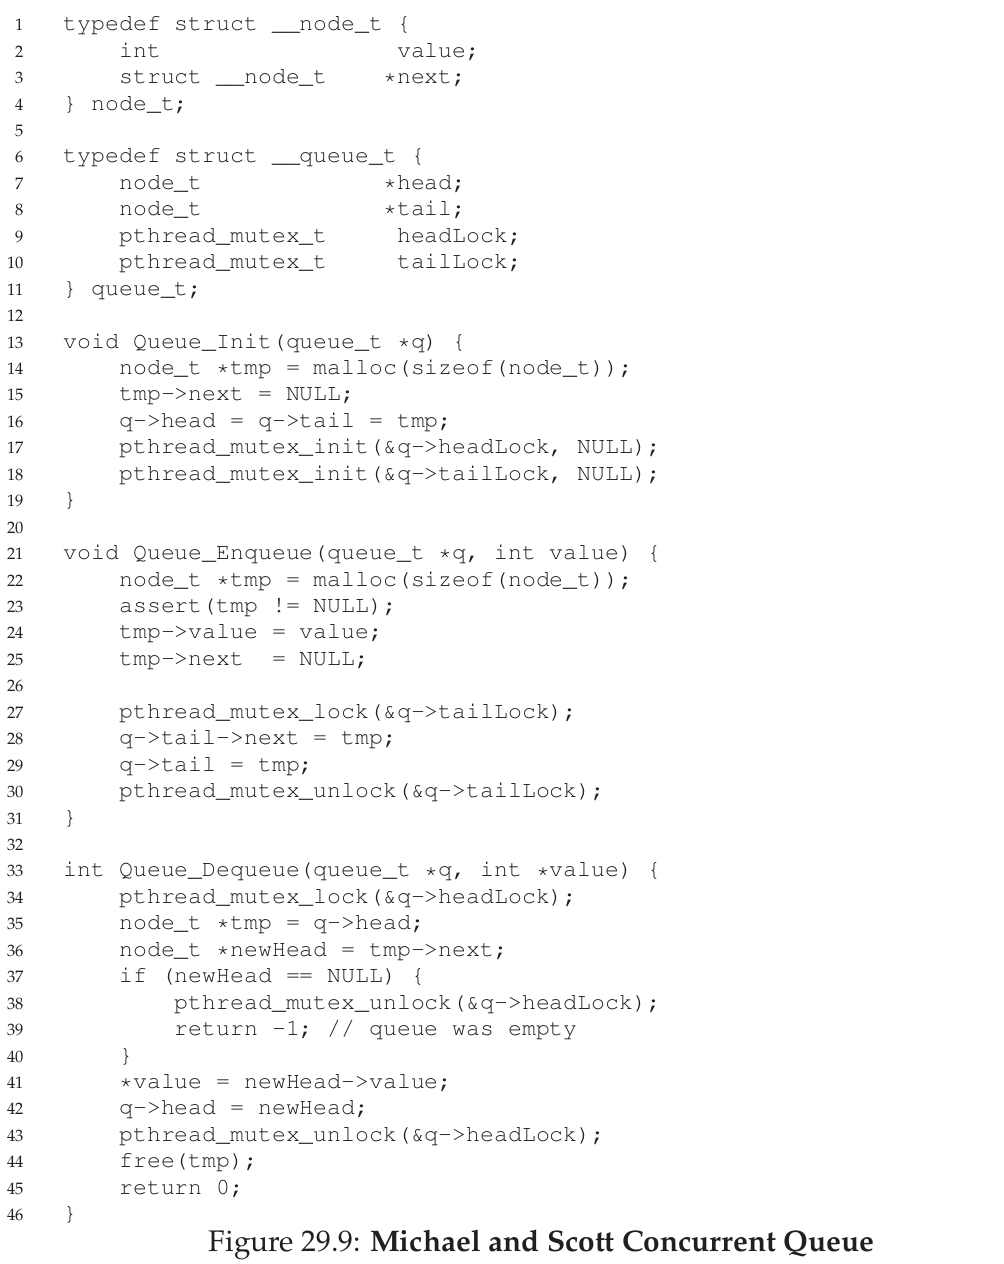 1 typedef struct __node_t {
2     int                 value;
3     struct __node_t    *next;
4 } node_t;
5
6 typedef struct __queue_t {
7     node_t             *head;
8     node_t             *tail;
9     pthread_mutex_t     headLock;
10     pthread_mutex_t     tailLock;
11 } queue_t;
12
13 void Queue_Init(queue_t *q) {
14     node_t *tmp = malloc(sizeof(node_t));
15     tmp->next = NULL;
16     q->head = q->tail = tmp;
17     pthread_mutex_init(&q->headLock, NULL);
18     pthread_mutex_init(&q->tailLock, NULL);
19 }
20
21 void Queue_Enqueue(queue_t *q, int value) {
22     node_t *tmp = malloc(sizeof(node_t));
23     assert(tmp != NULL);
24     tmp->value = value;
25     tmp->next  = NULL;
26
27     pthread_mutex_lock(&q->tailLock);
28     q->tail->next = tmp;
29     q->tail = tmp;
30     pthread_mutex_unlock(&q->tailLock);
31 }
32
33 int Queue_Dequeue(queue_t *q, int *value) {
34     pthread_mutex_lock(&q->headLock);
35     node_t *tmp = q->head;
36     node_t *newHead = tmp->next;
37     if (newHead == NULL) {
38         pthread_mutex_unlock(&q->headLock);
39         return -1; // queue was empty
40     }
41     *value = newHead->value;
42     q->head = newHead;
43     pthread_mutex_unlock(&q->headLock);
44     free(tmp);
45     return 0;
46 }
Figure 29.9: Michael and Scott Concurrent Queue